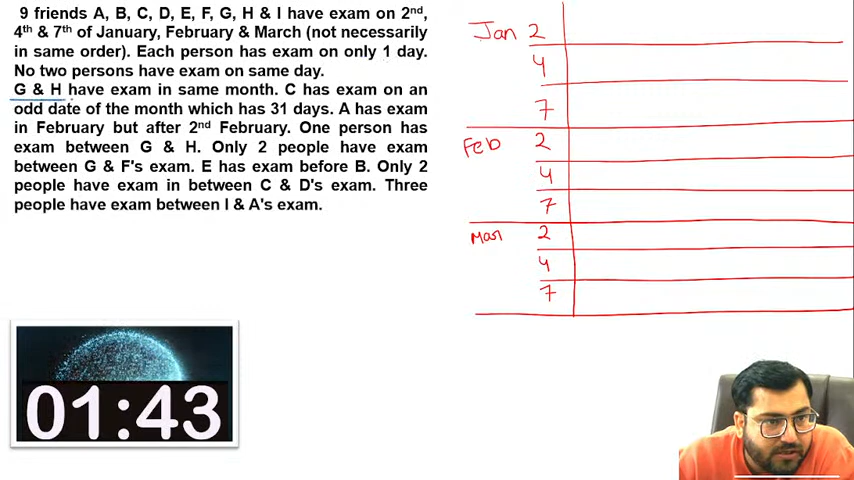 9 friends A, B, C, D, E, F, G, H & I have exam on 2nd,
4th & 7th of January, February & March (not necessarily
in same order). Each person has exam on only 1 day.
No two persons have exam on same day.
G & H have exam in same month. C has exam on an
odd date of the month which has 31 days. A has exam
in February but after 2nd February. One person has
exam between G & H. Only 2 people have exam
between G & F's exam. E has exam before B. Only 2
people have exam in between C & D's exam. Three
people have exam between I & A's exam.
Jan 2
4
7
Feb 2
4
7
Mar 2
4
7
01:43